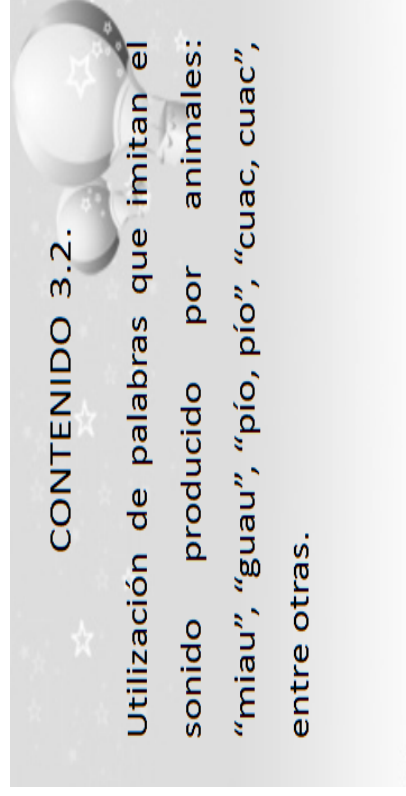 CONTENIDO 3.2.
Utilización de palabras que imitan el
sonido producido por animales:
“miau”, “guau”, “pío, pío”, “cuac, cuac”,
entre otras.